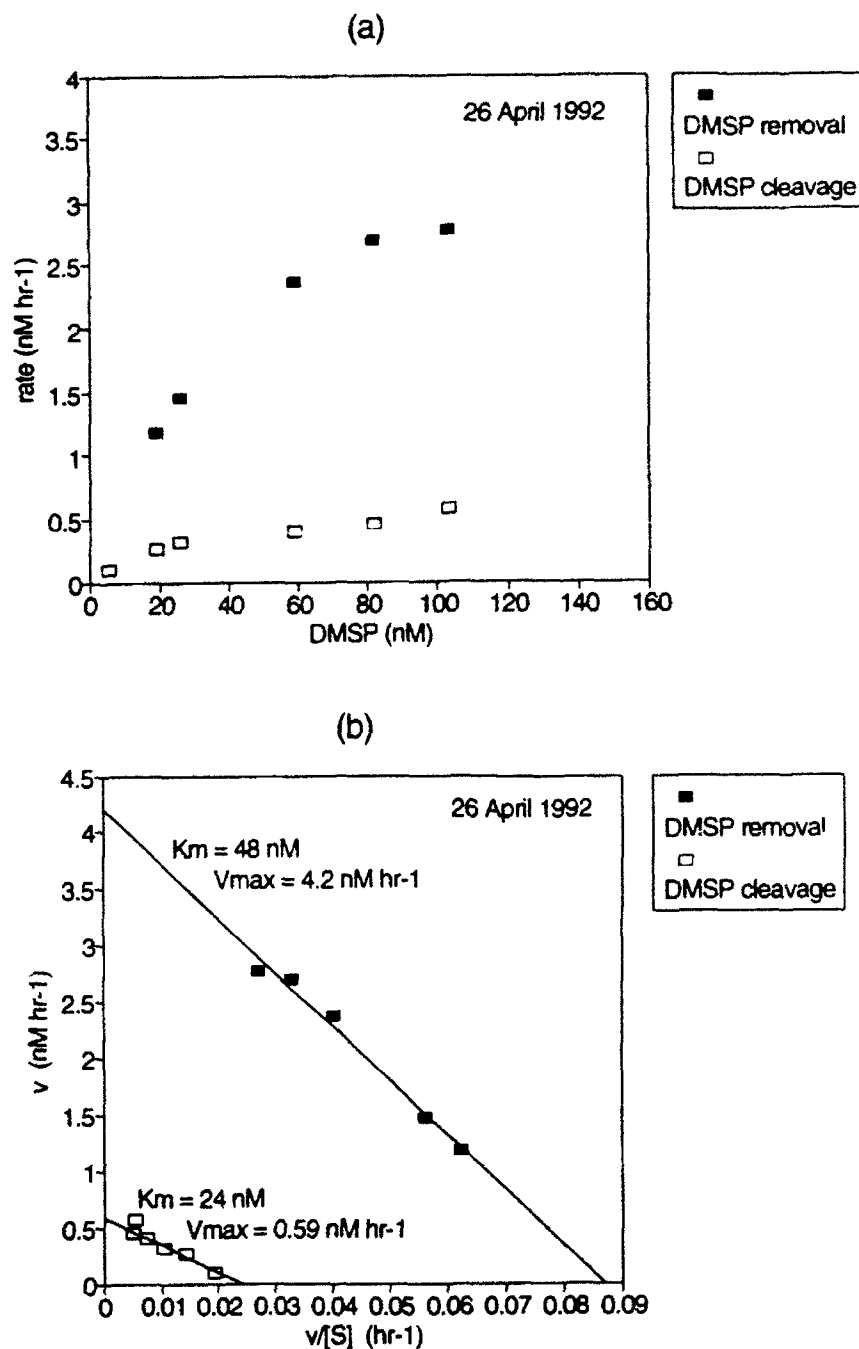 (a)
4
3.5
3
2.5
2
1.5
1
0.5
0
rate (nM hr-1)
26 April 1992
0 20 40 60 80 100 120 140 160
DMSP (nM)
DMSP removal
DMSP cleavage
(b)
4.5
4
3.5
3
2.5
2
1.5
1
0.5
0
v (nM hr-1)
26 April 1992
Km = 48 nM
Vmax = 4.2 nM hr-1
Km = 24 nM
Vmax = 0.59 nM hr-1
0 0.01 0.02 0.03 0.04 0.05 0.06 0.07 0.08 0.09
v/[S] (hr-1)
DMSP removal
DMSP cleavage